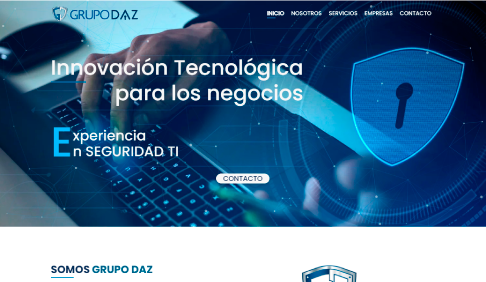 GRUPO DAZ
INICIO NOSOTROS SERVICIOS EMPRESAS CONTACTO
Innovación Tecnológica
para los negocios
Experiencia
n SEGURIDAD TI
CONTACTO
SOMOS GRUPO DAZ